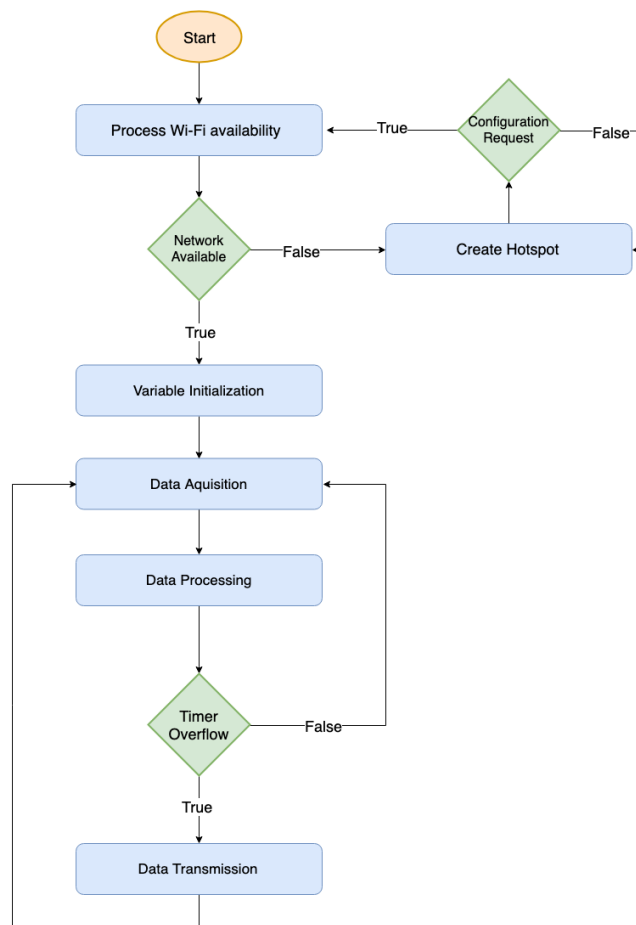 Start
Process Wi-Fi availability
True
Configuration
Request
False
Network
Available
False
Create Hotspot
True
Variable Initialization
Data Aquisition
Data Processing
Timer
Overflow
False
True
Data Transmission